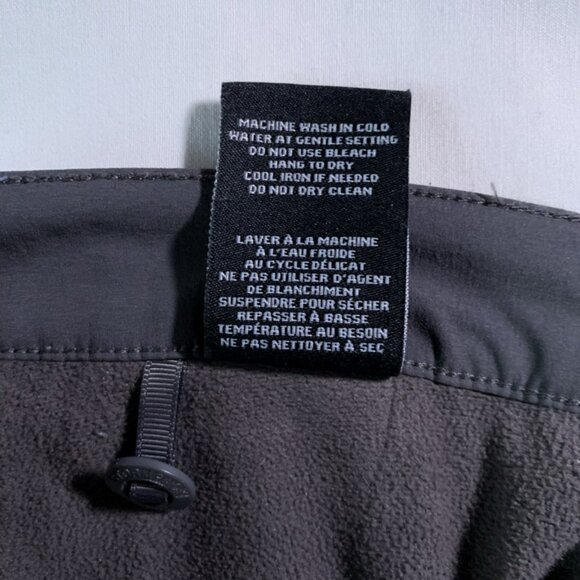 MACHINE WASH IN COLD
WATER AT GENTLE SETTING
DO NOT USE BLEACH
HANG TO DRY
COOL IRON IF NEEDED
DO NOT DRY CLEAN
LAVER À LA MACHINE
À L'EAU FROIDE
AU CYCLE DÉLICAT
NE PAS UTILISER D'AGENT
DE BLANCHIMENT
SUSPENDRE POUR SÉCHER
REPASSER À BASSE
TEMPÉRATURE AU BESOIN
NE PAS NETTOYER À SEC